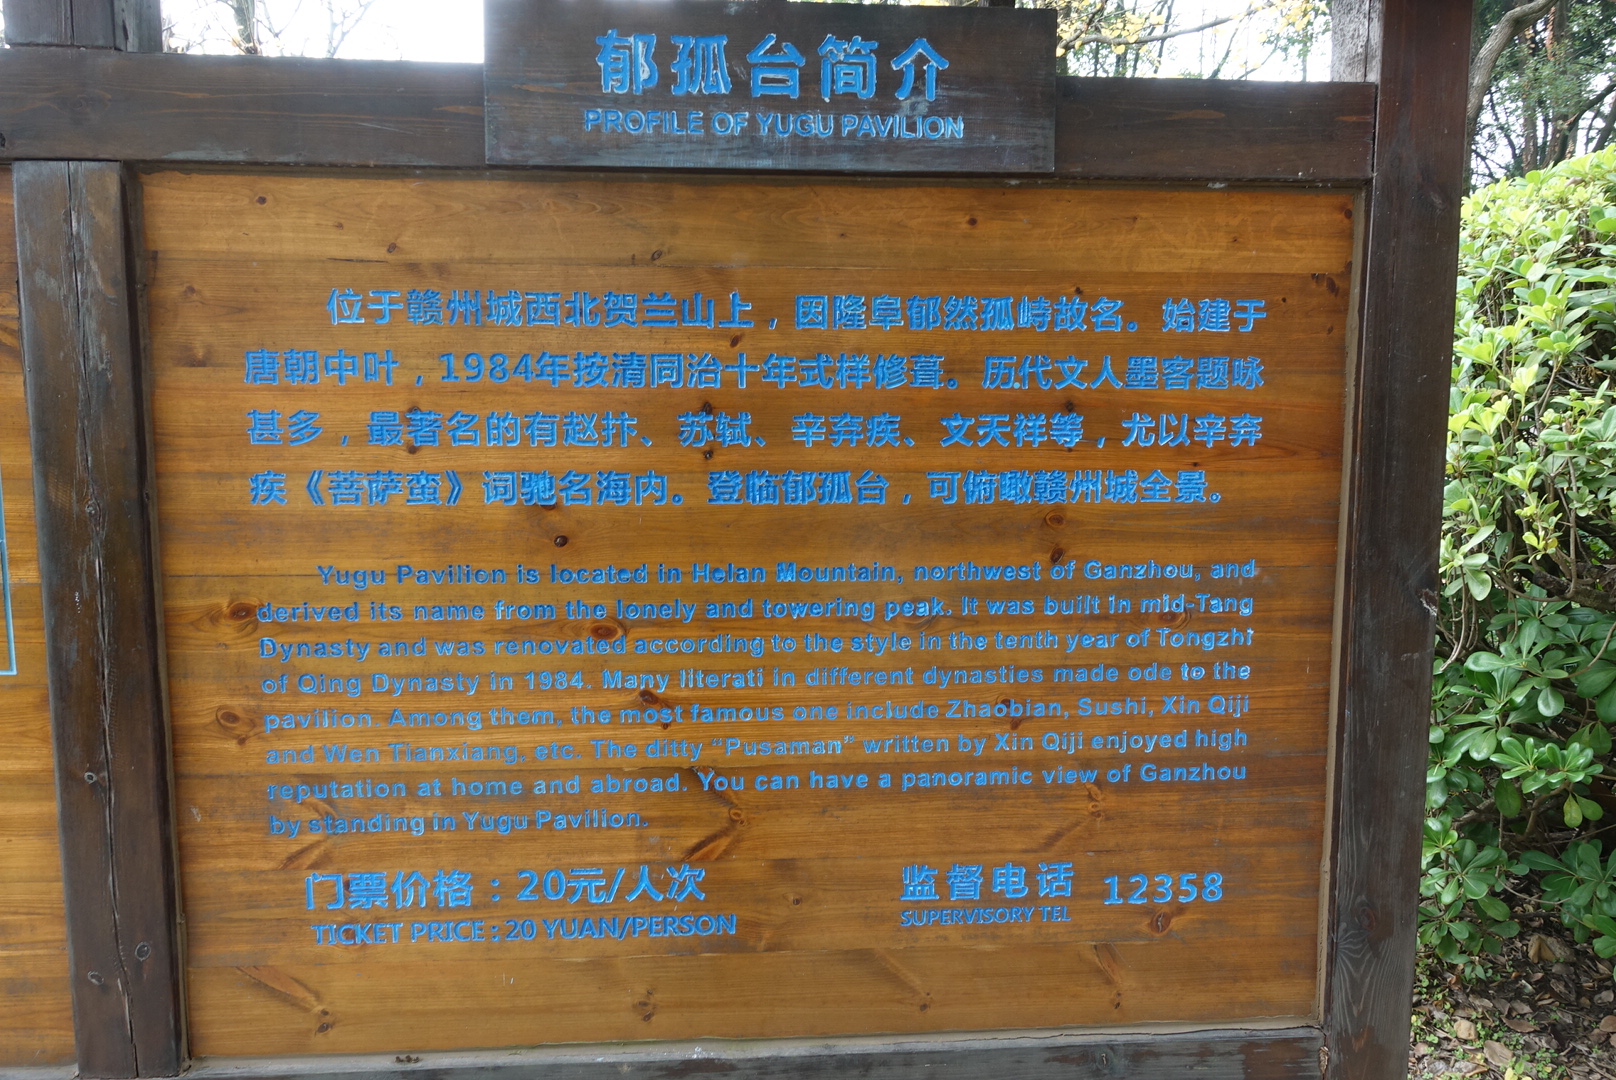 郁孤台简介
PROFILE OF YUGU PAVILION
位于赣州城西北贺兰山上，因隆阜郁然孤峙故名。始建于
唐朝中叶，1984年按清同治十年式样修葺。历代文人墨客题咏
甚多，最著名的有赵抃、苏轼、辛弃疾、文天祥等，尤以辛弃
疾《菩萨蛮》词驰名海内。登临郁孤台，可俯瞰赣州城全景。
Yugu Pavilion is located in Helan Mountain, northwest of Ganzhou, and
derived its name from the lonely and towering peak. It was built in mid-Tang
Dynasty and was renovated according to the style in the tenth year of Tongzhi
of Qing Dynasty in 1984. Many literati in different dynasties made ode to the
pavilion. Among them, the most famous one include Zhaobian, Sushi, Xin Qiji
and Wen Tianxiang, etc. The ditty "Pusaman" written by Xin Qiji enjoyed high
reputation at home and abroad. You can have a panoramic view of Ganzhou
by standing in Yugu Pavilion.
门票价格：20元/人次
TICKET PRICE: 20 YUAN/PERSON
监督电话 12358
SUPERVISORY TEL